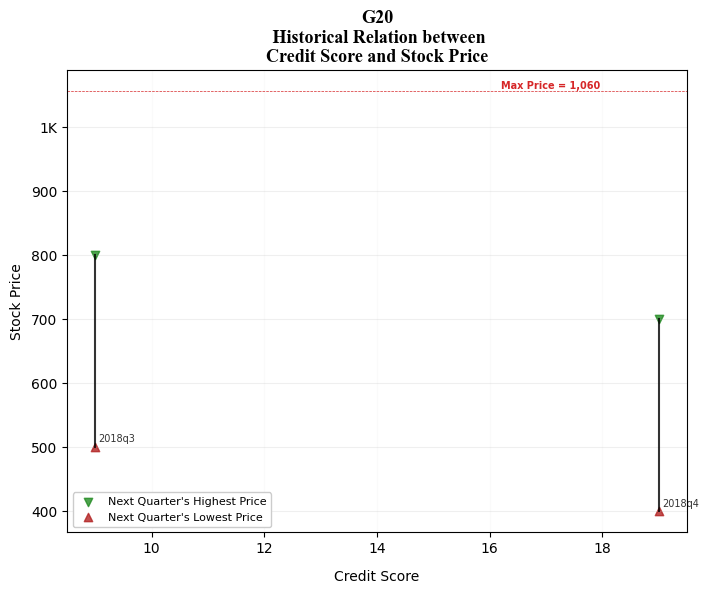 G20
Historical Relation between
Credit Score and Stock Price
Max Price = 1,060
1K
900
800
700
600
500
400
Stock Price
2018q3
2018q4
Next Quarter's Highest Price
Next Quarter's Lowest Price
10 12 14 16 18
Credit Score